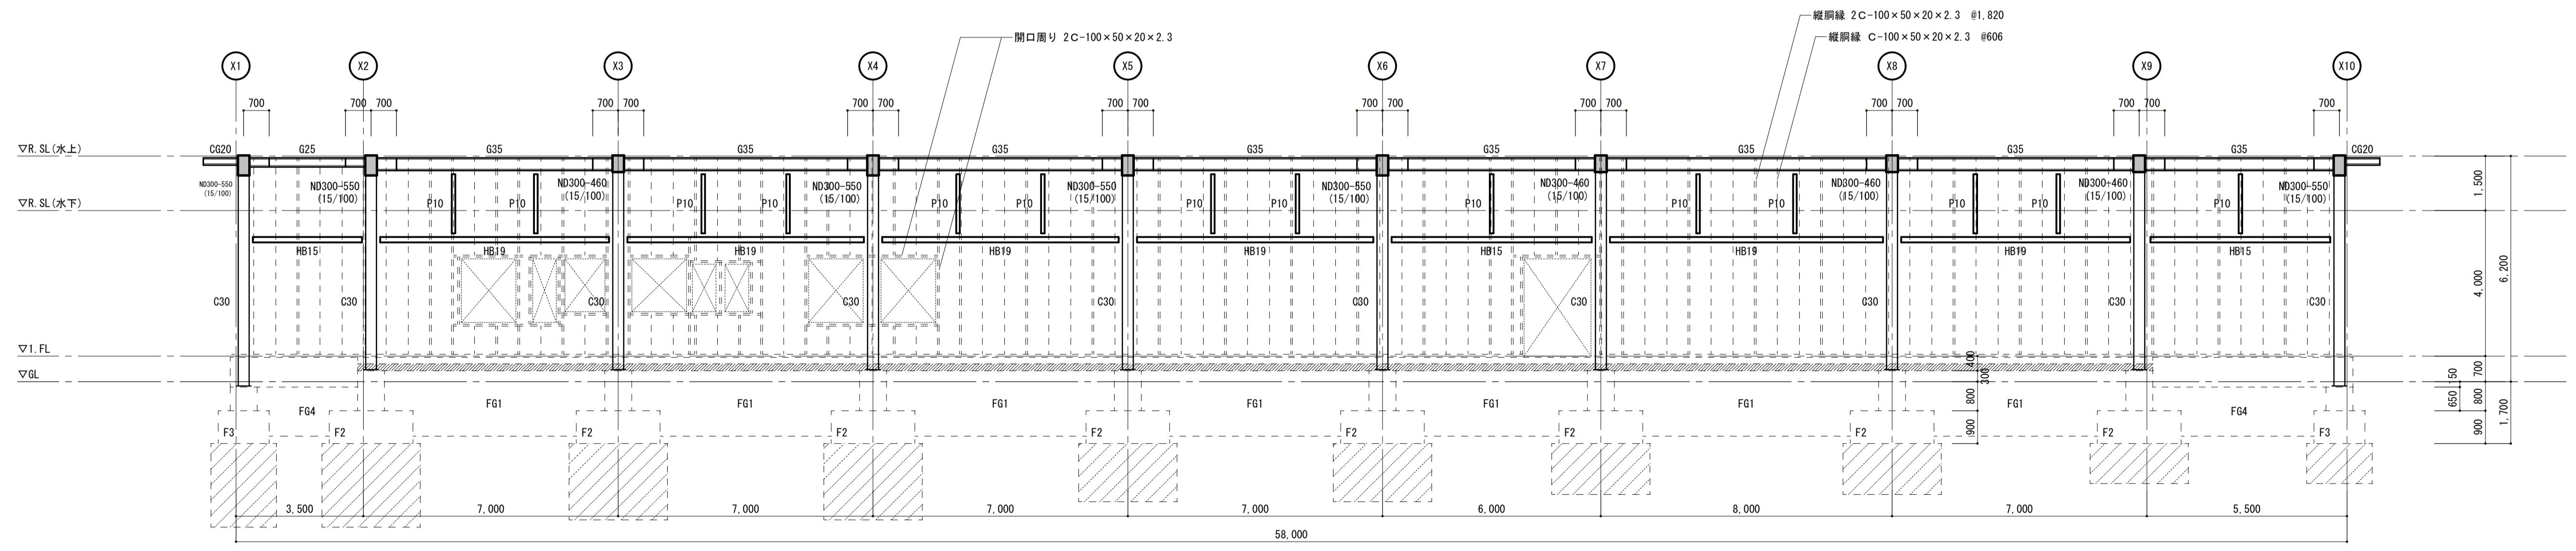 縦胴縁 2C-100×50×20×2.3 @1,820
開口周り 2C-100×50×20×2.3
縦胴縁 C-100×50×20×2.3 @606
X1 X2 X3 X4 X5 X6 X7 X8 X9 X10
700 700 700 700 700 700 700 700 700 700 700 700 700 700 700 700 700 700
▽R.SL(水上)
CG20 G25 G35 G35 G35 G35 G35 G35 G35 G35 CG20
ND300-550 ND300-550 ND300-460 ND300-550 ND300-550 ND300-550 ND300-460 ND300-460 ND300-460 ND300-550
(15/100) (15/100) (15/100) (15/100) (15/100) (15/100) (15/100) (15/100) (15/100) (15/100)
1,500
▽R.SL(水下)
P10 P10 P10 P10 P10 P10 P10 P10 P10 P10 P10 P10 P10 P10
HB15 HB19 HB19 HB19 HB19 HB15 HB19 HB19 HB15
C30 C30 C30 C30 C30 C30 C30 C30 C30 C30
4,000
6,200
▽1.FL
400
700
▽GL
300
150
FG4 FG1 FG1 FG1 FG1 FG1 FG1 FG1 FG4
800
650
800
1,700
F3 F2 F2 F2 F2 F2 F2 F2 F2 F3
900
900
3,500 7,000 7,000 7,000 7,000 6,000 8,000 7,000 5,500
58,000